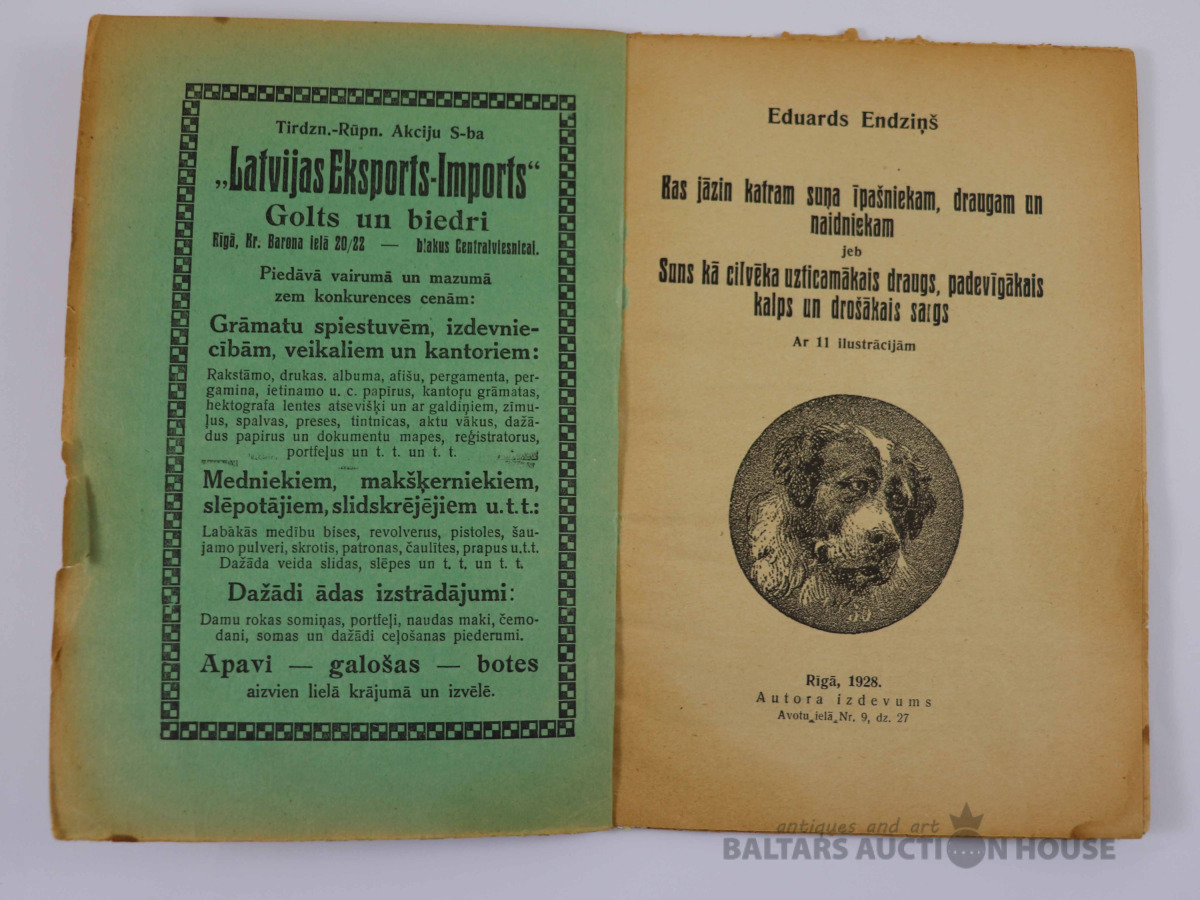 Tirdzn.-Rūpn. Akciju S-ba
„Latvijas Eksports-Imports“
Golts un biedri
Rīgā, Kr. Barona ielā 20/22 — blakus Centralviesnicai.
Piedāvā vairumā un mazumā
zem konkurences cenām:
Grāmatu spiestuvēm, izdevnie-
cībām, veikaliem un kantoriem:
Rakstāmo, drukas. albuma, afišu, pergamenta, per-
gamina, ietinamo u. c. papīrus, kantoŗu grāmatas,
hektografa lentes atsevišķi un ar galdiņiem, zīmu-
ļus, spalvas, preses, tintnicas, aktu vākus, dažā-
dus papīrus un dokumentu mapes, reģistratorus,
portfeļus un t. t. un t. t.
Medniekiem, makšķerniekiem,
slēpotājiem, slidskrējējiem u.t.t.:
Labākās medību bises, revolverus, pistoles, šau-
jamo pulveri, skrotis, patronas, čaulītes, prapus u.t.t.
Dažāda veida slidas, slēpes un t. t. un t. t.
Dažādi ādas izstrādājumi:
Damu rokas somiņas, portfeļi, naudas maki, čemo-
dani, somas un dažādi ceļošanas piederumi.
Apavi — galošas — botes
aizvien lielā krājumā un izvēlē.
Eduards Endziņš
Kas jāzin katram suņa īpašniekam, draugam un
naidniekam
jeb
Suns kā cilvēka uzticamākais draugs, padevīgākais
kalps un drošākais sargs
Ar 11 ilustrācijām
Rīgā, 1928.
Autora izdevums
Avotu ielā Nr. 9, dz. 27
antiques and art
BALTARS AUCTION HOUSE